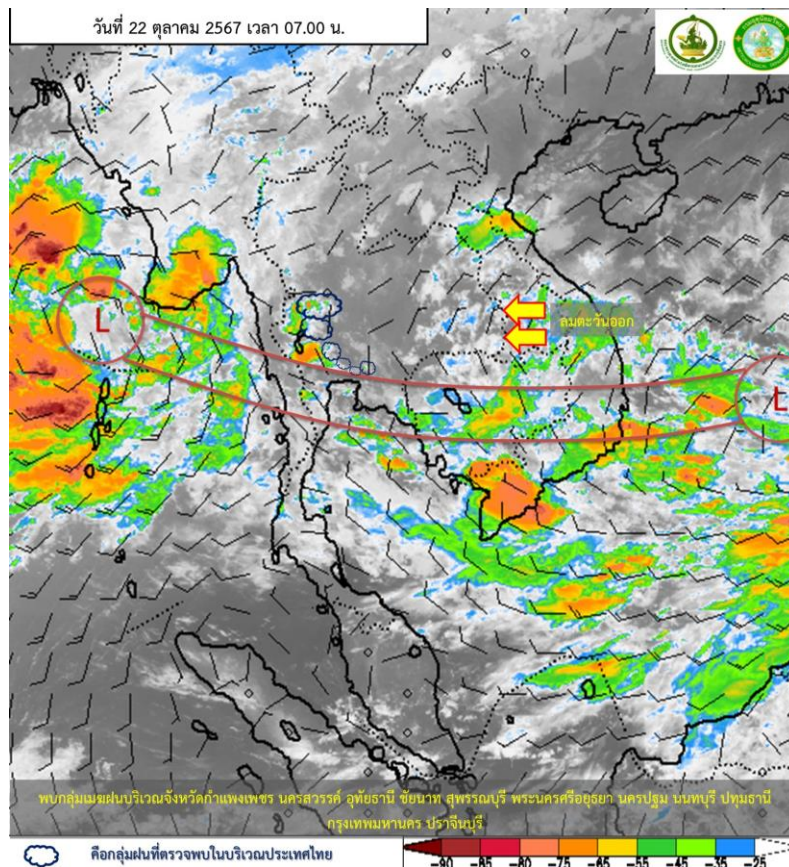 วันที่ 22 ตุลาคม 2567 เวลา 07.00 น.
L
ลมตะวันออก
L
พบกลุ่มเมฆฝนบริเวณจังหวัดกำแพงเพชร นครสวรรค์ อุทัยธานี ชัยนาท สุพรรณบุรี พระนครศรีอยุธยา นครปฐม นนทบุรี ปทุมธานี
กรุงเทพมหานคร ปราจีนบุรี
คือกลุ่มฝนที่ตรวจพบในบริเวณประเทศไทย
-90 -85 -80 -75 -65 -55 -45 -35 -25